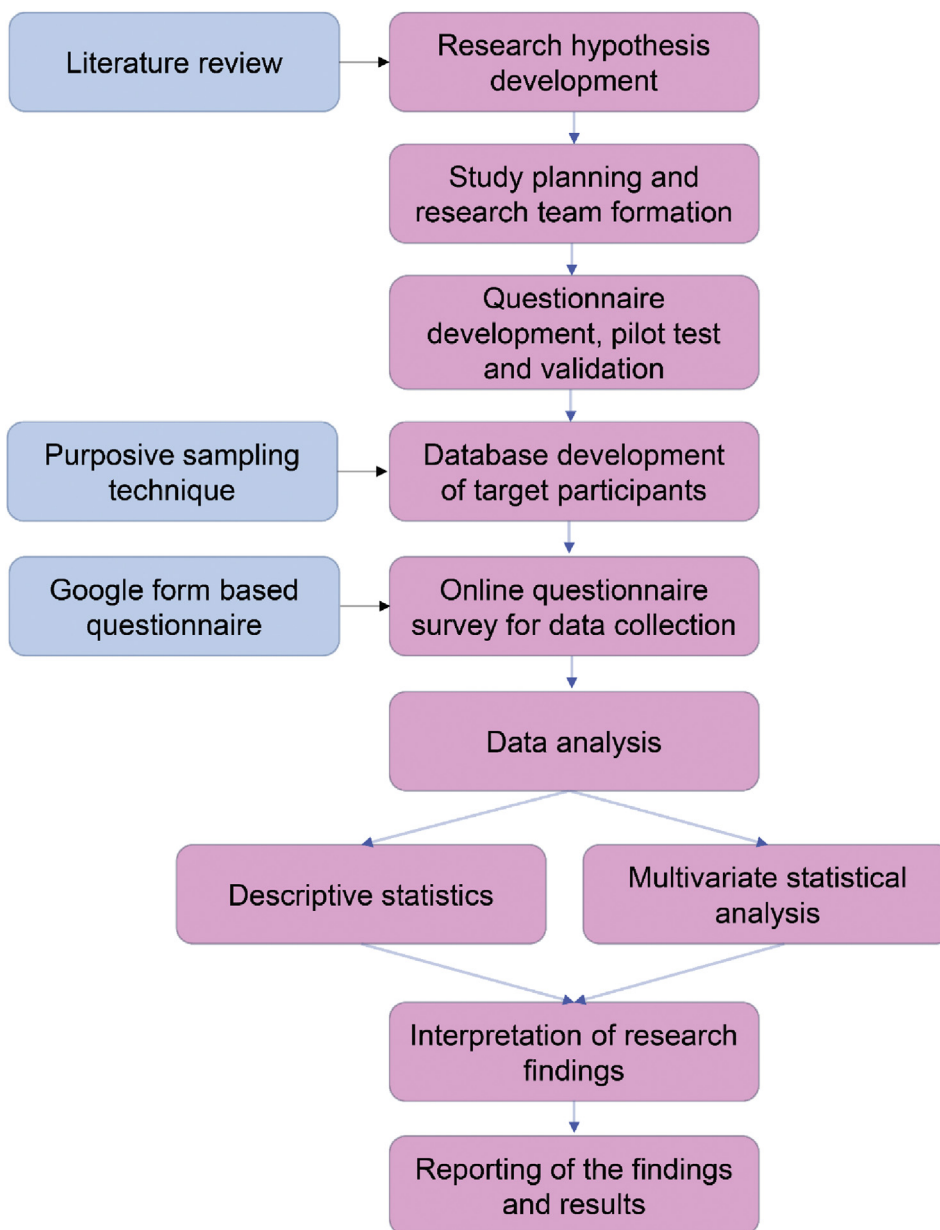 Literature review
Research hypothesis
development
Study planning and
research team formation
Questionnaire
development, pilot test
and validation
Purposive sampling
technique
Database development
of target participants
Google form based
questionnaire
Online questionnaire
survey for data collection
Data analysis
Descriptive statistics
Multivariate statistical
analysis
Interpretation of research
findings
Reporting of the findings
and results